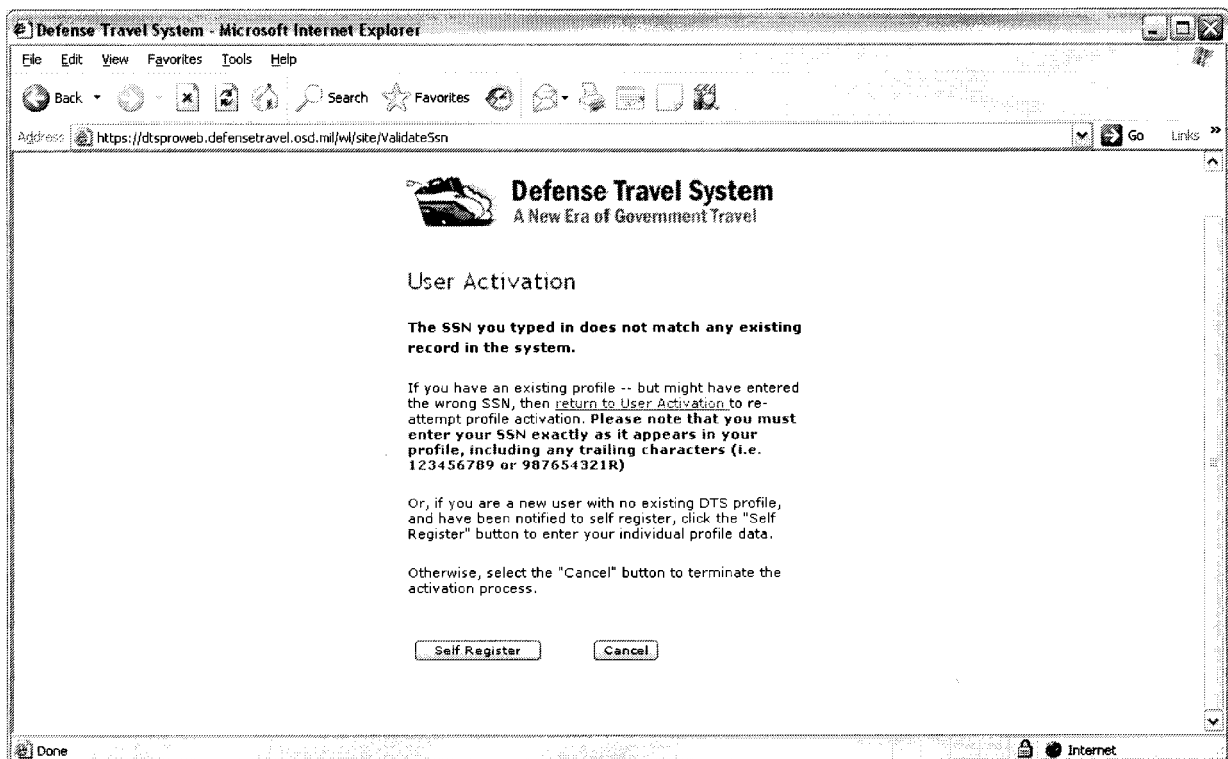 Defense Travel System - Microsoft Internet Explorer
File Edit View Favorites Tools Help
Back Search Favorites
Address https://dtsproweb.defensetravel.osd.mil/wl/site/ValidateSsn Go Links »
Defense Travel System
A New Era of Government Travel
User Activation
The SSN you typed in does not match any existing
record in the system.
If you have an existing profile -- but might have entered
the wrong SSN, then return to User Activation to re-
attempt profile activation. Please note that you must
enter your SSN exactly as it appears in your
profile, including any trailing characters (i.e.
123456789 or 987654321R)
Or, if you are a new user with no existing DTS profile,
and have been notified to self register, click the "Self
Register" button to enter your individual profile data.
Otherwise, select the "Cancel" button to terminate the
activation process.
Self Register Cancel
Done Internet